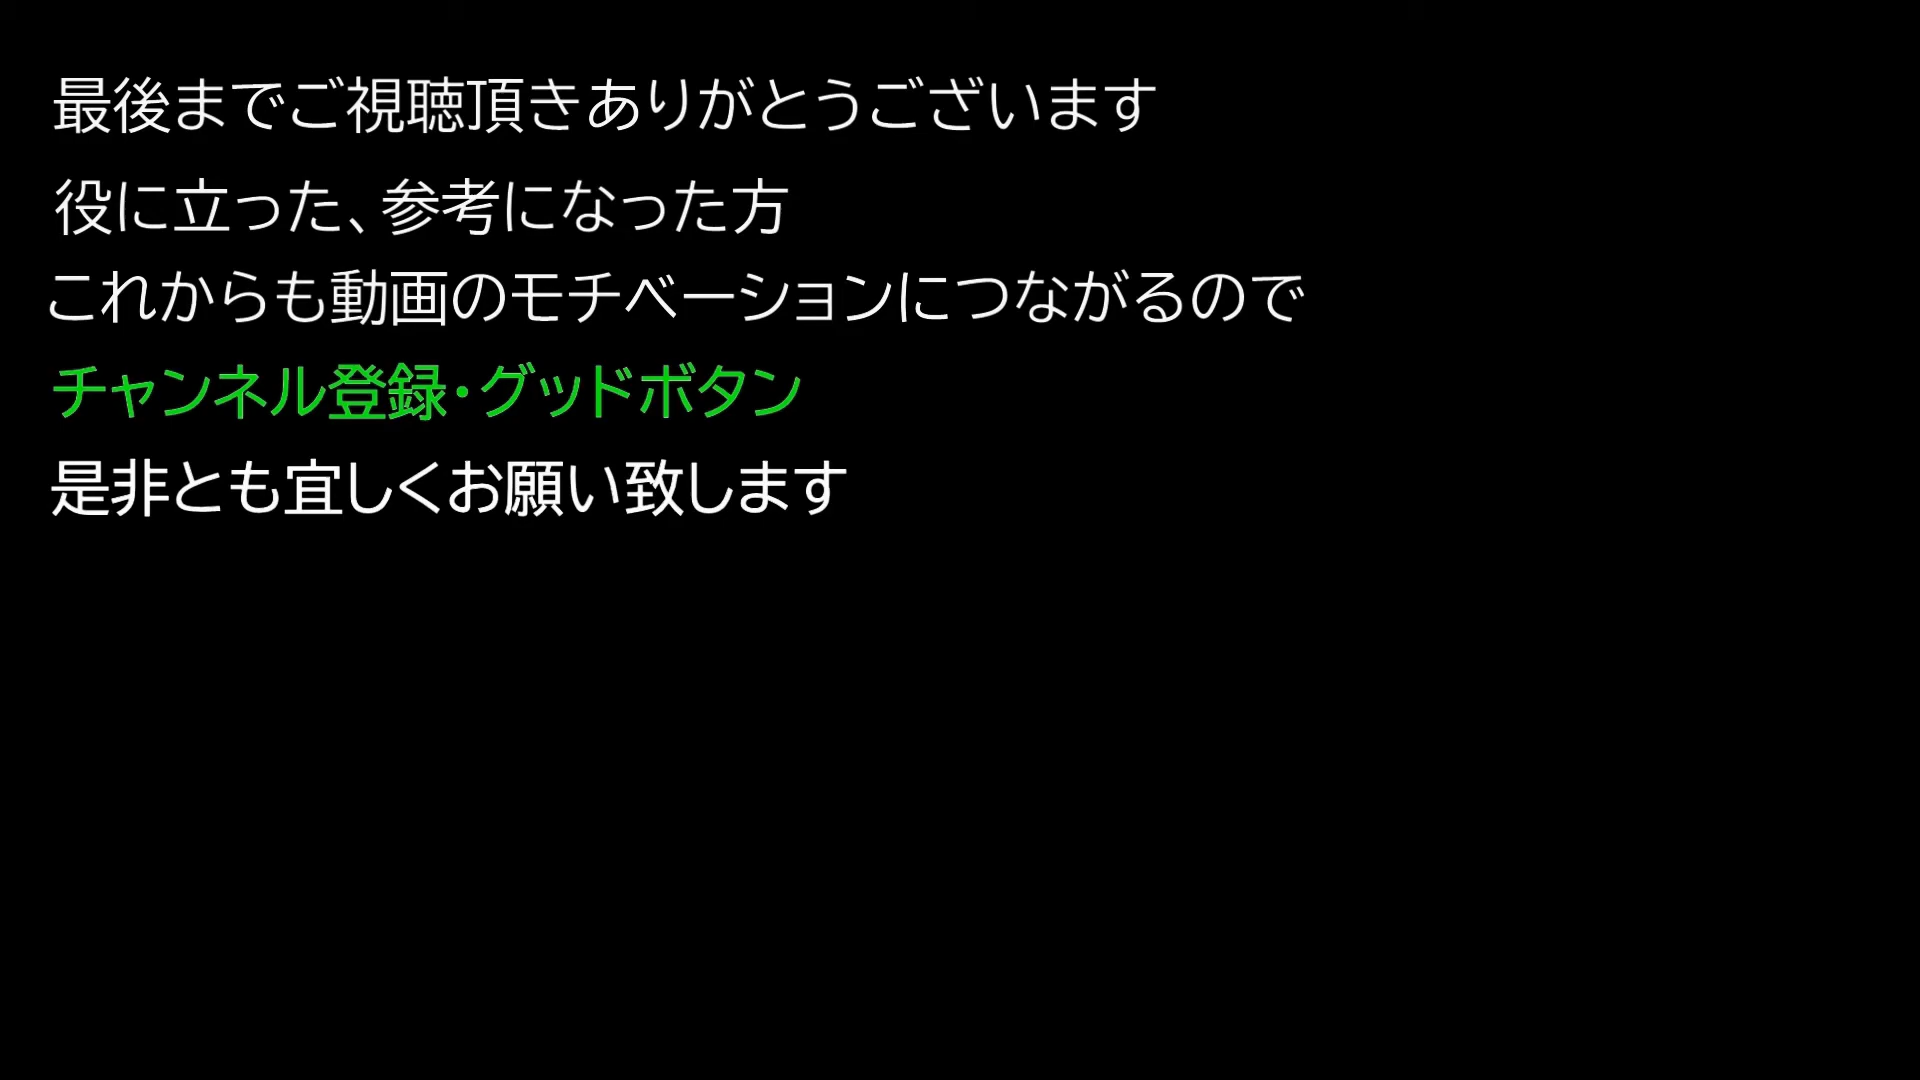 最後までご視聴頂きありがとうございます
役に立った、参考になった方
これからも動画のモチベーションにつながるので
チャンネル登録・グッドボタン
是非とも宜しくお願い致します